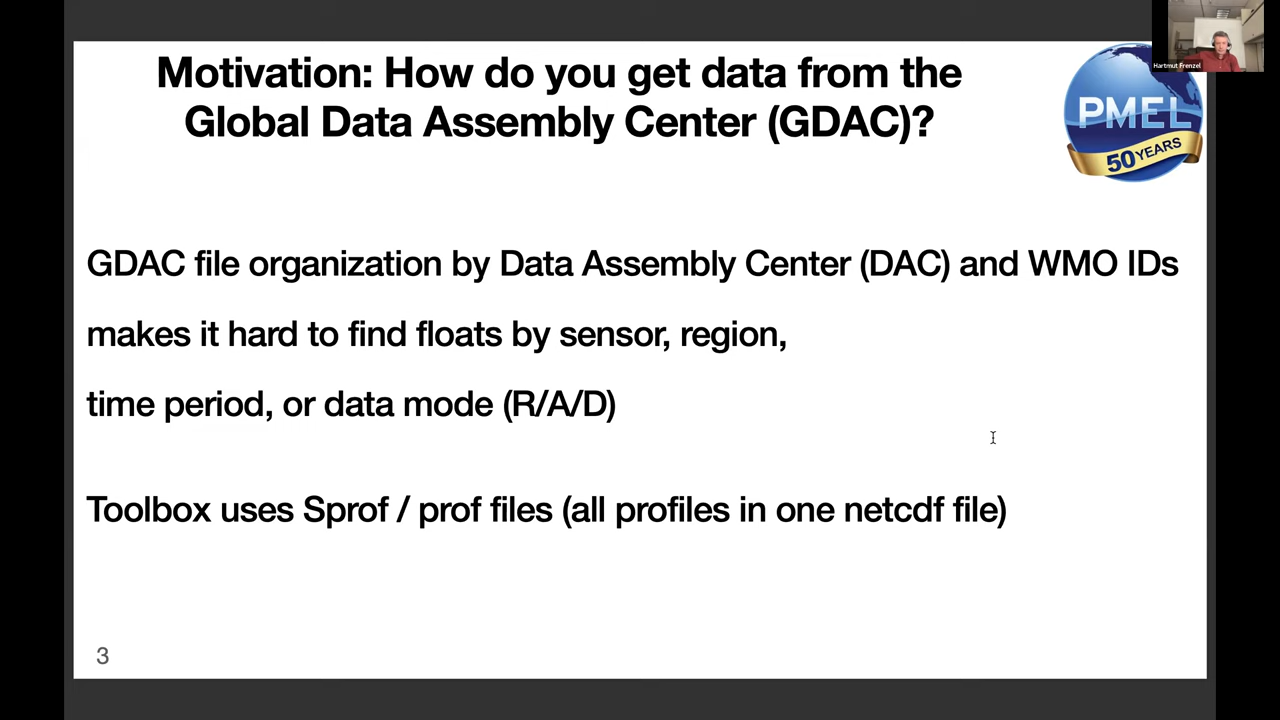 Motivation: How do you get data from the
Global Data Assembly Center (GDAC)?
Hartmut Frenzel
PMEL
50 YEARS
GDAC file organization by Data Assembly Center (DAC) and WMO IDs
makes it hard to find floats by sensor, region,
time period, or data mode (R/A/D)
Toolbox uses Sprof / prof files (all profiles in one netcdf file)
3